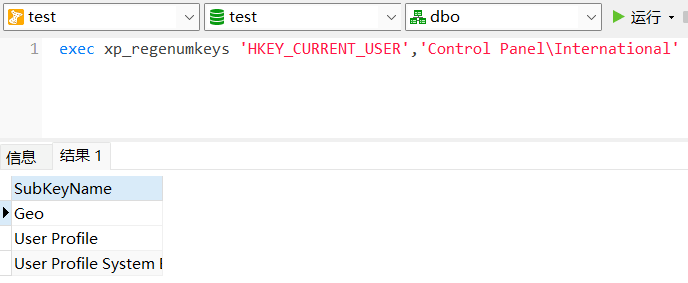 test test dbo 运行
1 exec xp_regenumkeys 'HKEY_CURRENT_USER','Control Panel\International'
信息 结果 1
SubKeyName
Geo
User Profile
User Profile System